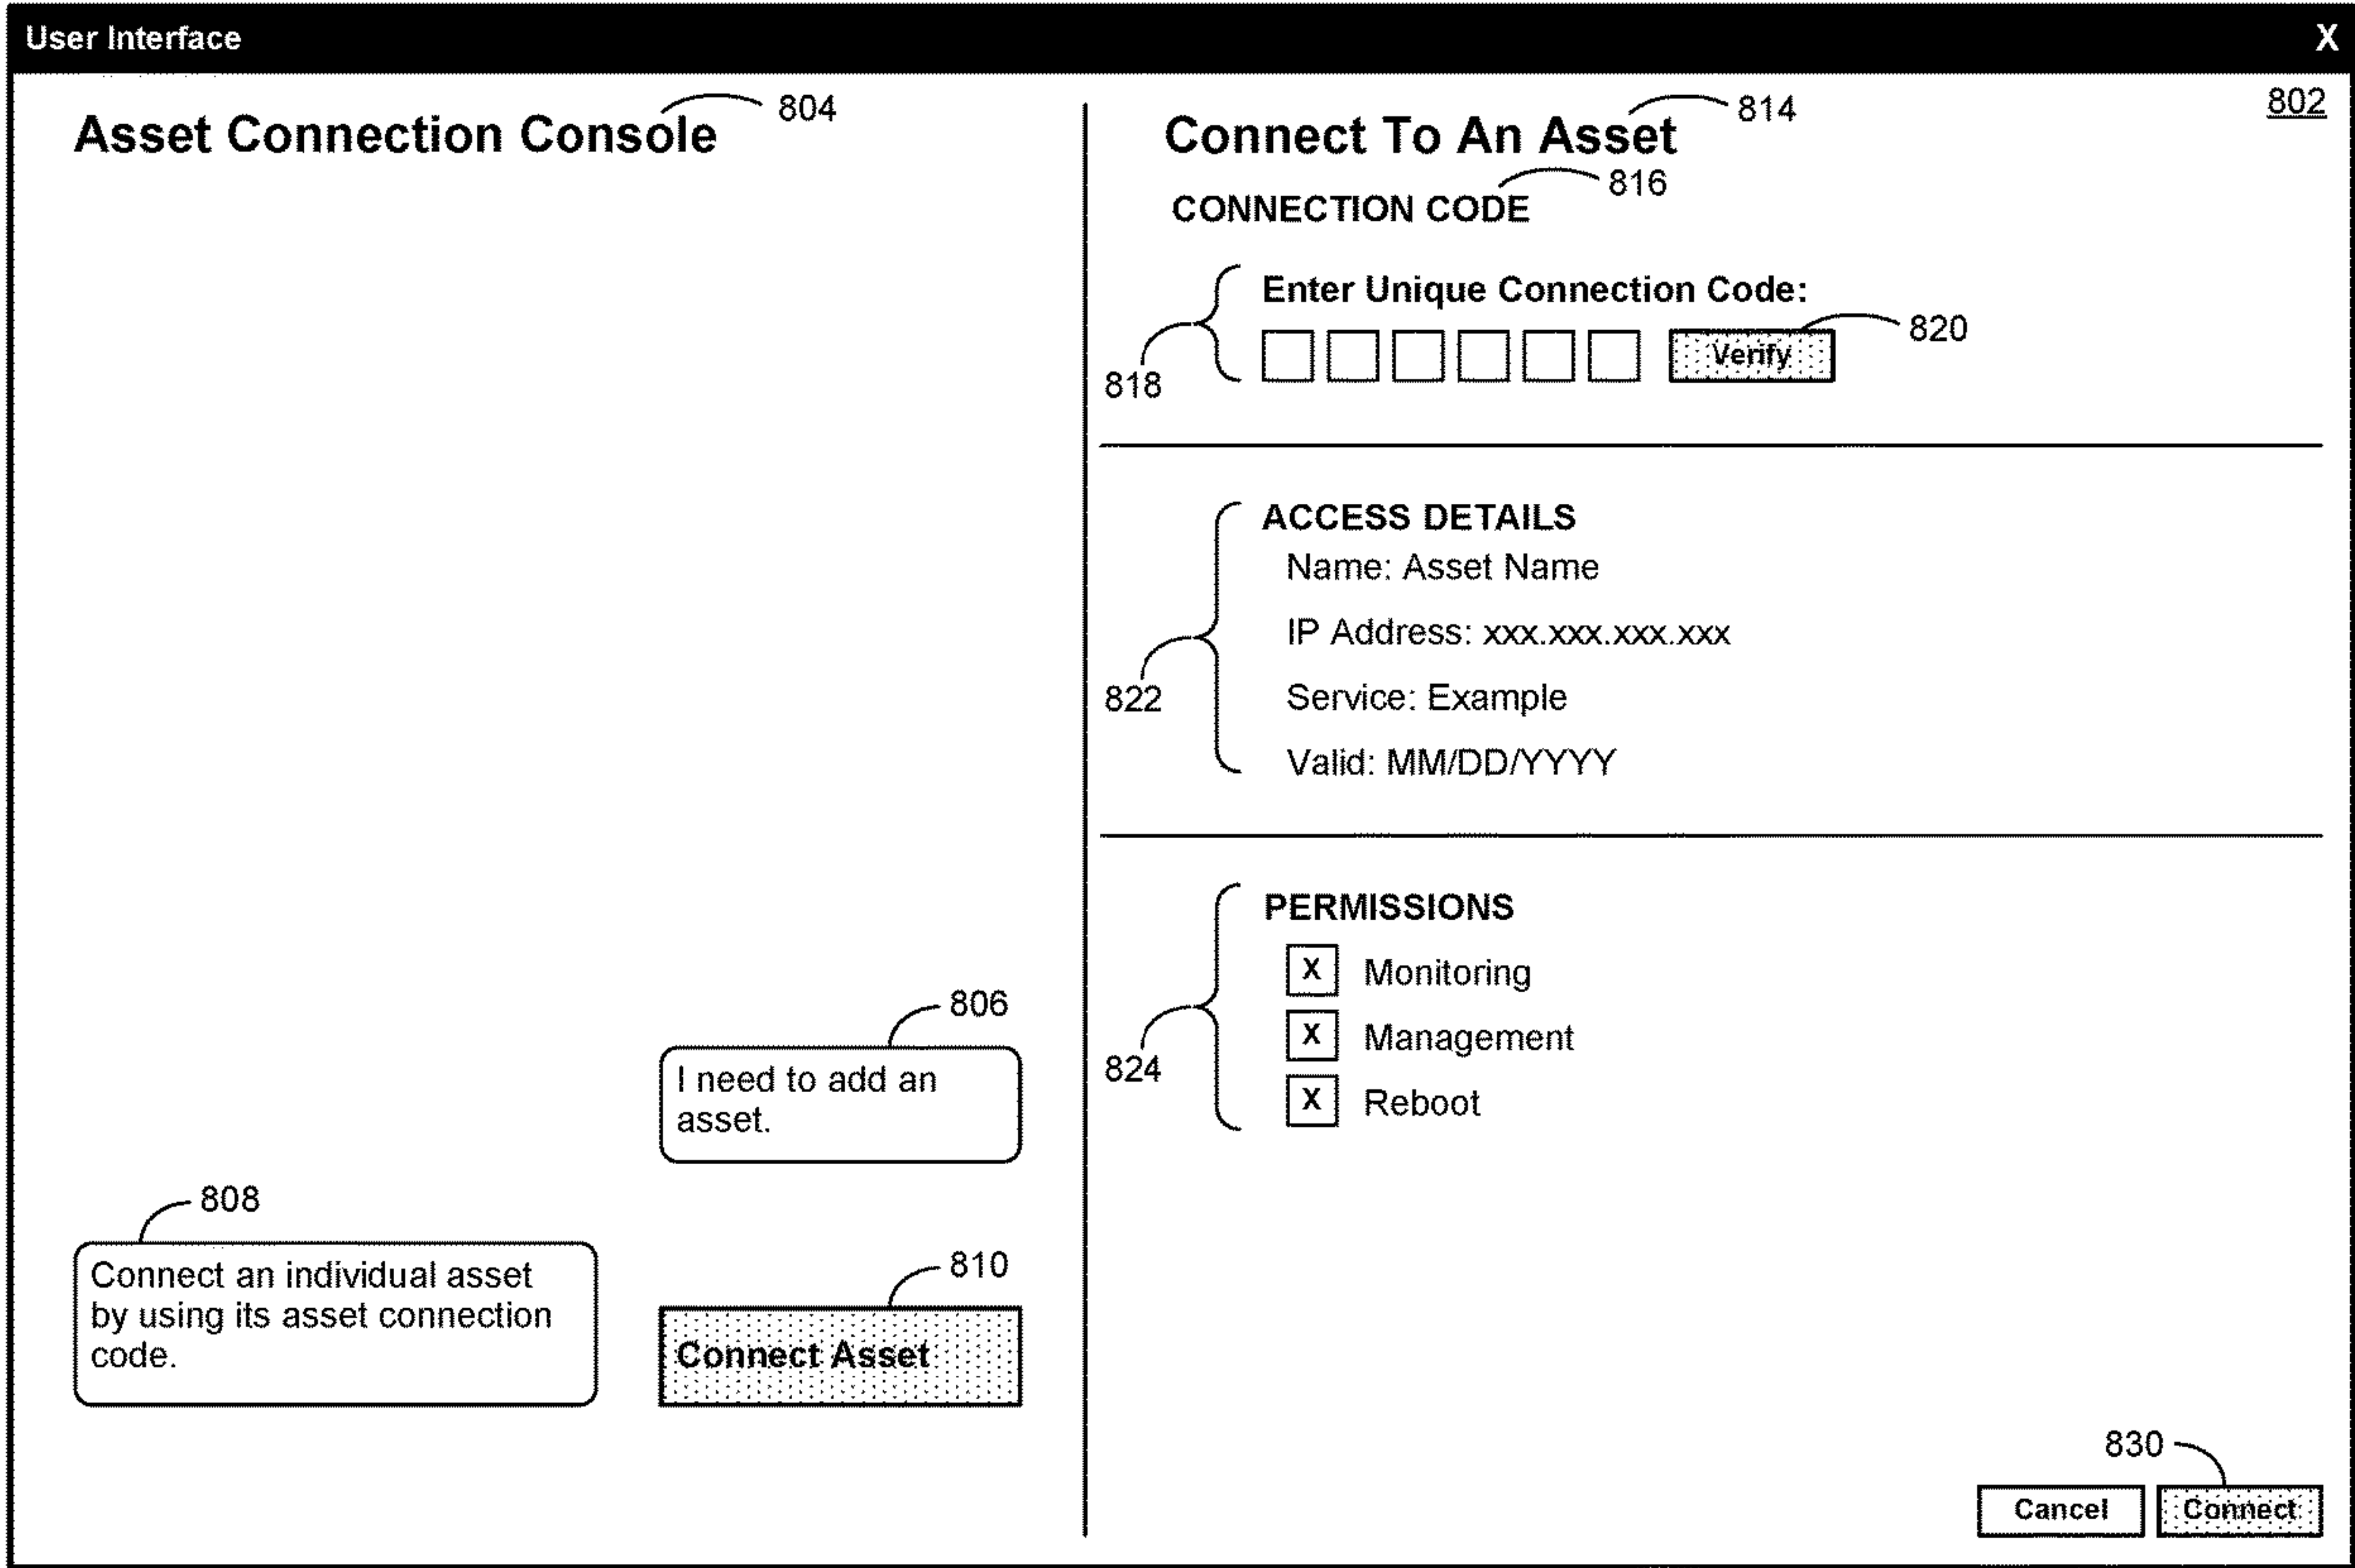 User Interface
X
802
Asset Connection Console
804
806
I need to add an
asset.
808
Connect an individual asset
by using its asset connection
code.
810
Connect Asset
Connect To An Asset
814
816
CONNECTION CODE
Enter Unique Connection Code:
818
Verify
820
ACCESS DETAILS
Name: Asset Name
IP Address: xxx.xxx.xxx.xxx
822
Service: Example
Valid: MM/DD/YYYY
PERMISSIONS
X Monitoring
X Management
824
X Reboot
830
Cancel
Connect